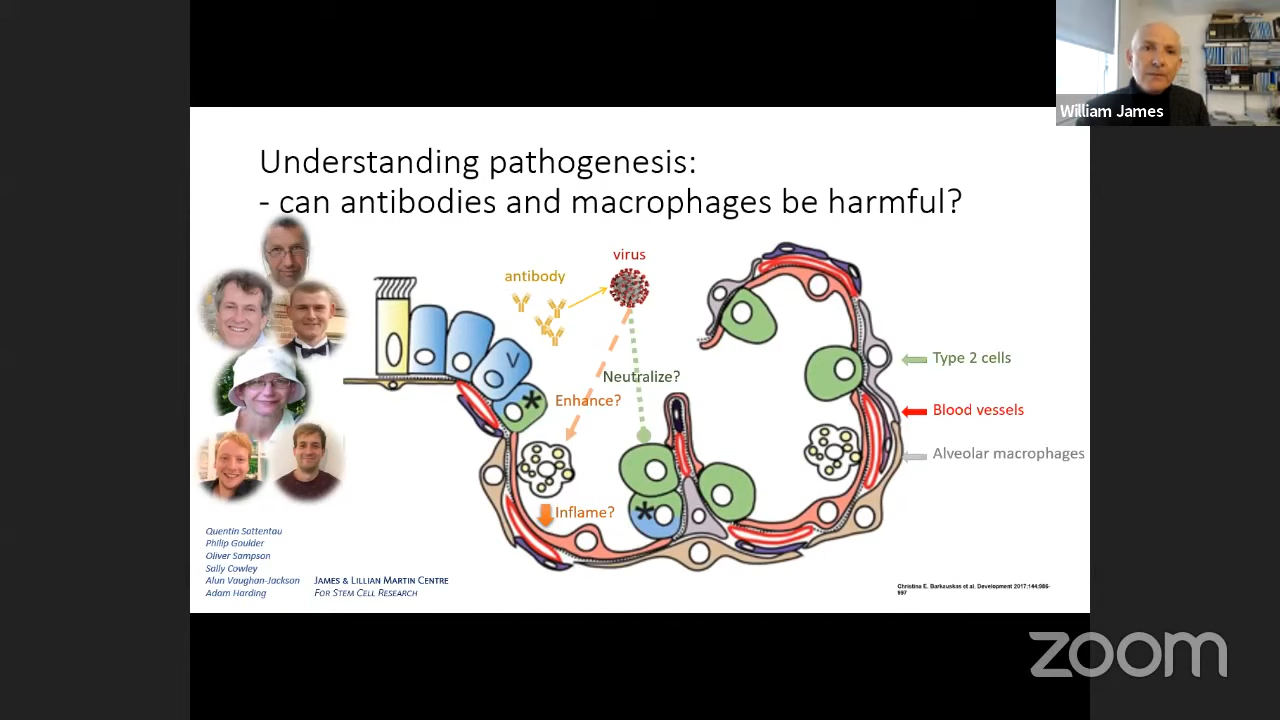 William James
Understanding pathogenesis:
- can antibodies and macrophages be harmful?
virus
antibody
Neutralize?
Enhance?
Type 2 cells
Blood vessels
Alveolar macrophages
*
V
*
Inflame?
Quentin Sattentau
Philip Goulder
Oliver Sampson
Sally Cowley
Alun Vaughan-Jackson
Adam Harding
James & Lillian Martin Centre
For Stem Cell Research
Christina E. Barkauskas et al. Development 2017;144:986-
997
zoom